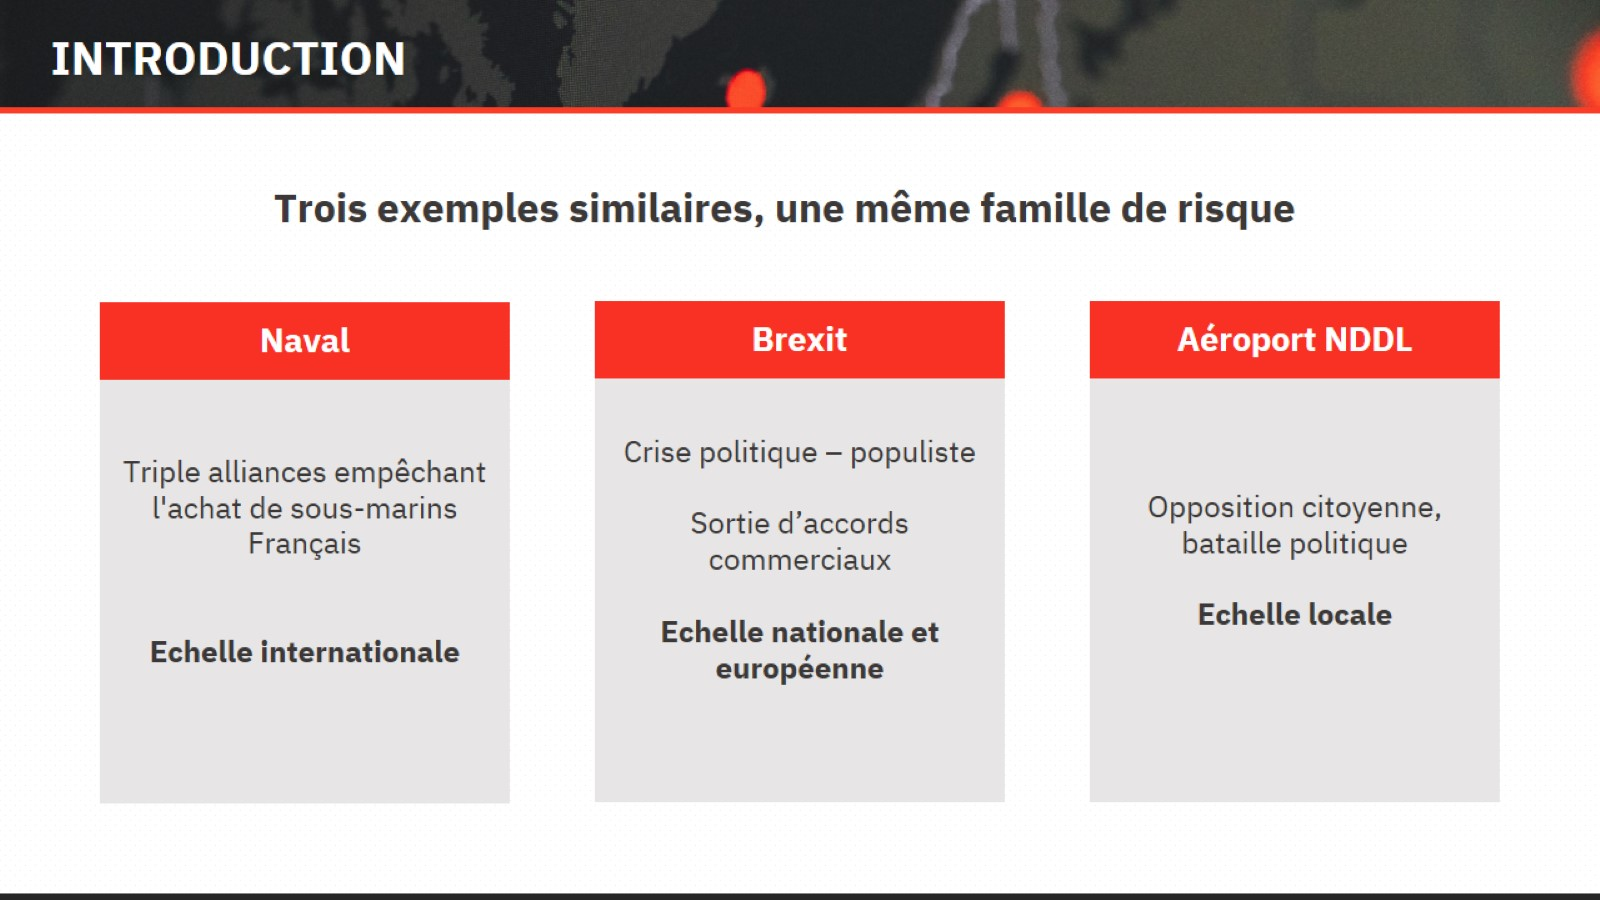 INTRODUCTION
Trois exemples similaires, une même famille de risque
Naval
Triple alliances empêchant
l'achat de sous-marins
Français
Echelle internationale
Brexit
Crise politique – populiste
Sortie d’accords
commerciaux
Echelle nationale et
européenne
Aéroport NDDL
Opposition citoyenne,
bataille politique
Echelle locale